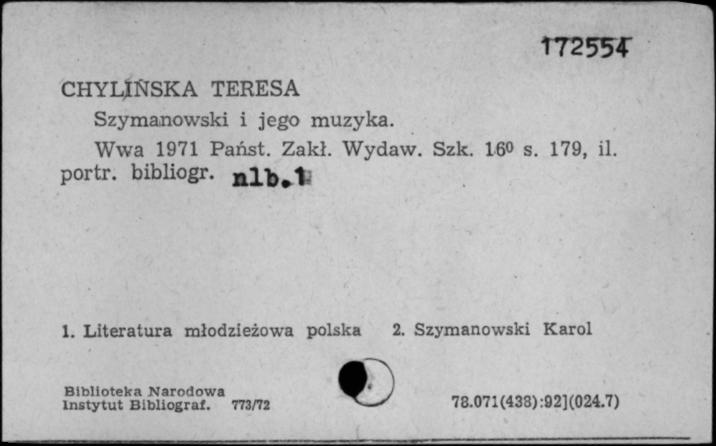 172554
CHYLIŃSKA TERESA
Szymanowski i jego muzyka.
Wwa 1971 Państ. Zakł. Wydaw. Szk. 16º s. 179, il.
portr. bibliogr. nlb.1
1. Literatura młodzieżowa polska 2. Szymanowski Karol
Biblioteka Narodowa
Instytut Bibliograf. 773/72 78.071(438):92](024.7)